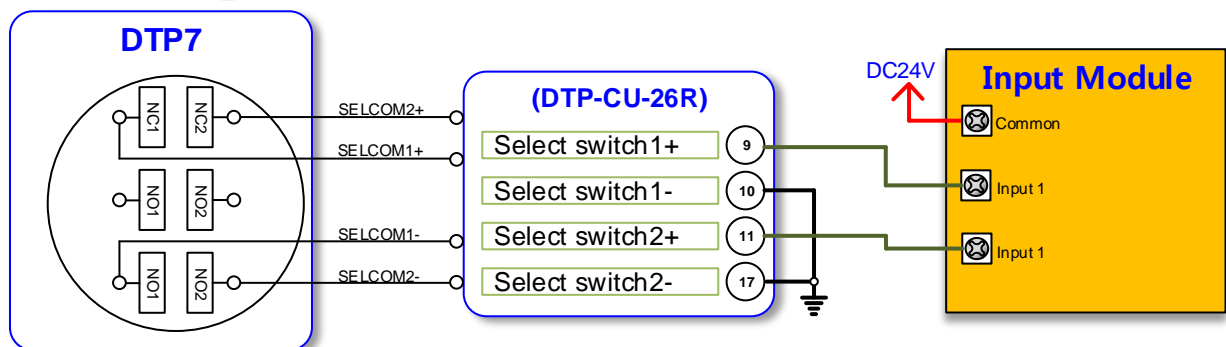 DTP7
NC1
NC2
NO1
NO2
NO1
NO2
SELCOM2+
SELCOM1+
SELCOM1-
SELCOM2-
(DTP-CU-26R)
Select switch1+
9
Select switch1-
10
Select switch2+
11
Select switch2-
17
DC24V
Input Module
Common
Input 1
Input 1